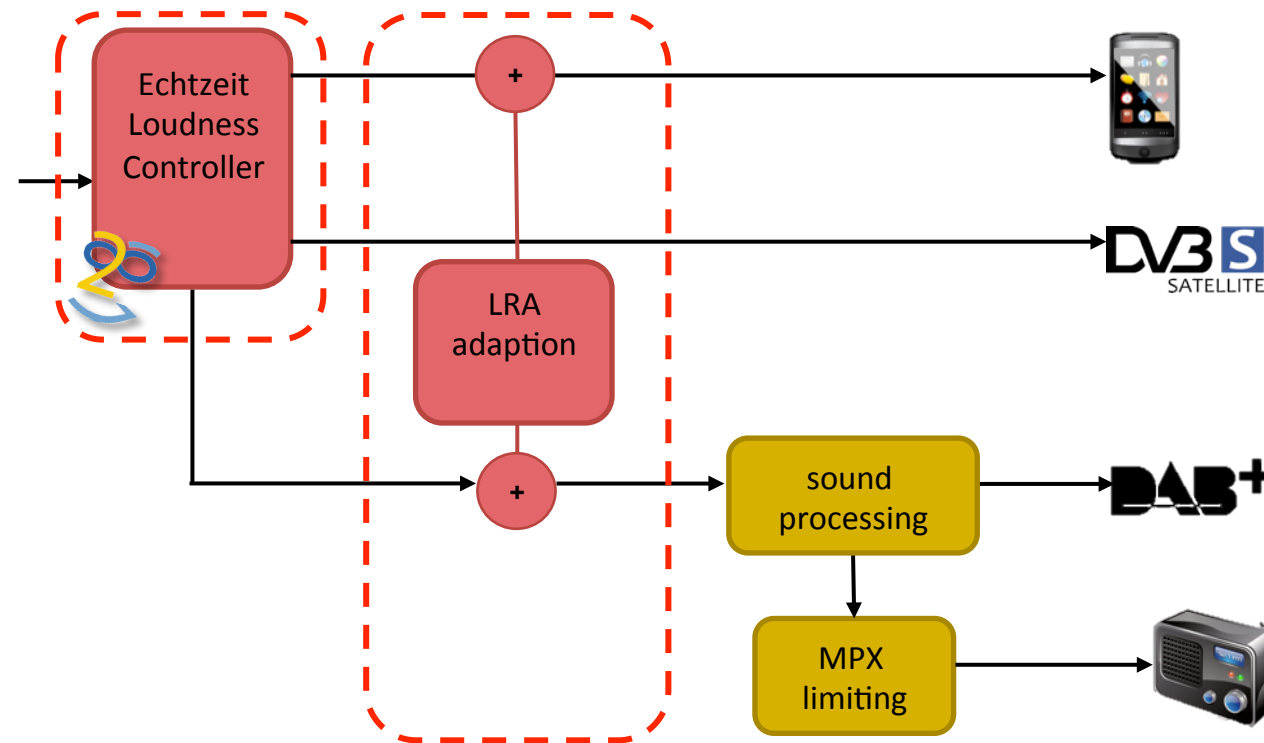 Echtzeit
Loudness
Controller
+
DVB S
SATELLITE
LRA
adaption
+
sound
processing
DAB+
MPX
limiting